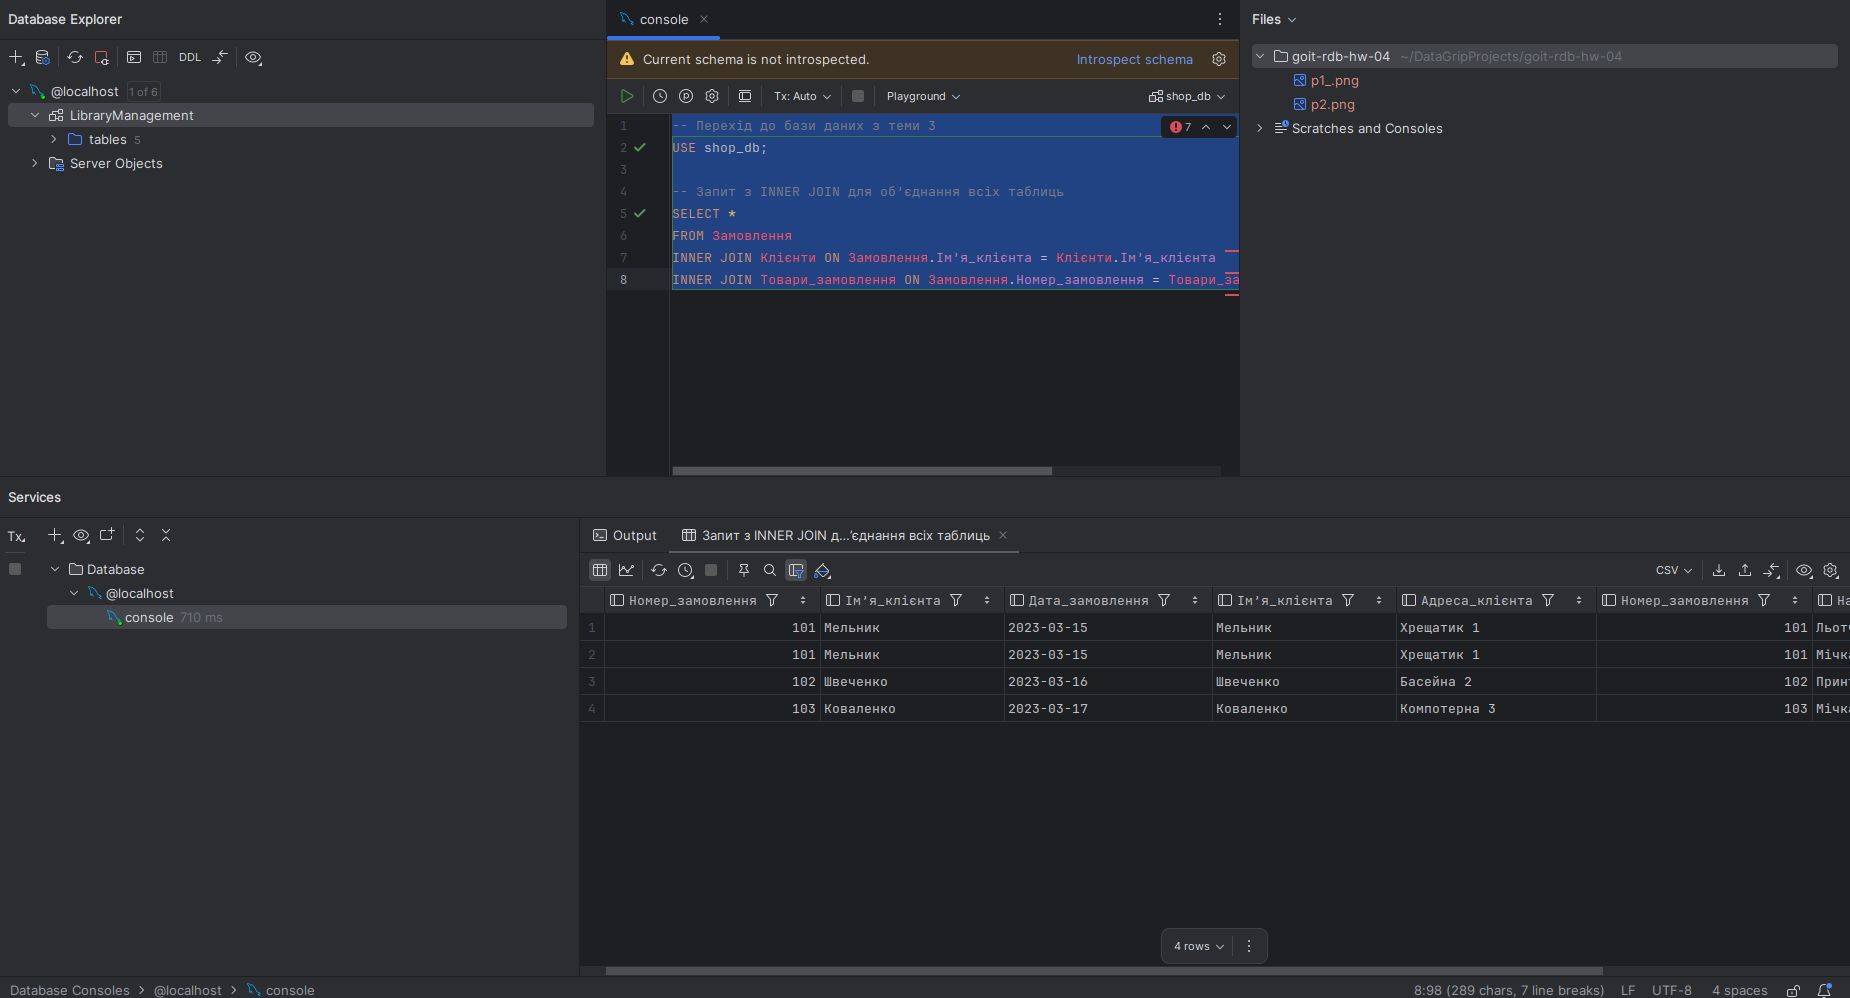 Database Explorer
DDL
@localhost 1 of 6
LibraryManagement
tables 5
Server Objects
console
Current schema is not introspected. Introspect schema
Tx: Auto Playground shop_db
7
1 -- Перехід до бази даних з теми 3
2 USE shop_db;
3
4 -- Запит з INNER JOIN для об'єднання всіх таблиць
5 SELECT *
6 FROM Замовлення
7 INNER JOIN Клієнти ON Замовлення.Ім'я_клієнта = Клієнти.Ім'я_клієнта
8 INNER JOIN Товари_замовлення ON Замовлення.Номер_замовлення = Товари_за
Files
goit-rdb-hw-04 ~/DataGripProjects/goit-rdb-hw-04
p1_.png
p2.png
Scratches and Consoles
Services
Tx
Database
@localhost
console 710 ms
Output Запит з INNER JOIN д...'єднання всіх таблиць
CSV
Номер_замовлення Ім'я_клієнта Дата_замовлення Ім'я_клієнта Адреса_клієнта Номер_замовлення На
1 101 Мельник 2023-03-15 Мельник Хрещатик 1 101 Льот
2 101 Мельник 2023-03-15 Мельник Хрещатик 1 101 Мічк
3 102 Швеченко 2023-03-16 Швеченко Басейна 2 102 Прин
4 103 Коваленко 2023-03-17 Коваленко Компотерна 3 103 Мічк
4 rows
Database Consoles > @localhost > console
8:98 (289 chars, 7 line breaks) LF UTF-8 4 spaces